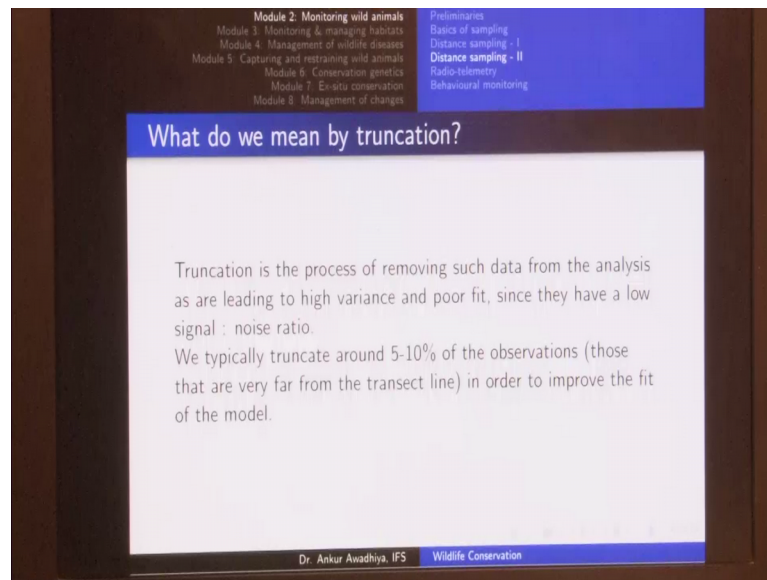 Module 2: Monitoring wild animals
Module 3: Monitoring & managing habitats
Module 4: Management of wildlife diseases
Module 5: Capturing and restraining wild animals
Module 6: Conservation genetics
Module 7: Ex-situ conservation
Module 8: Management of changes
Preliminaries
Basics of sampling
Distance sampling - I
Distance sampling - II
Radio-telemetry
Behavioural monitoring
What do we mean by truncation?
Truncation is the process of removing such data from the analysis
as are leading to high variance and poor fit, since they have a low
signal : noise ratio.
We typically truncate around 5-10% of the observations (those
that are very far from the transect line) in order to improve the fit
of the model.
Dr. Ankur Awadhiya, IFS
Wildlife Conservation